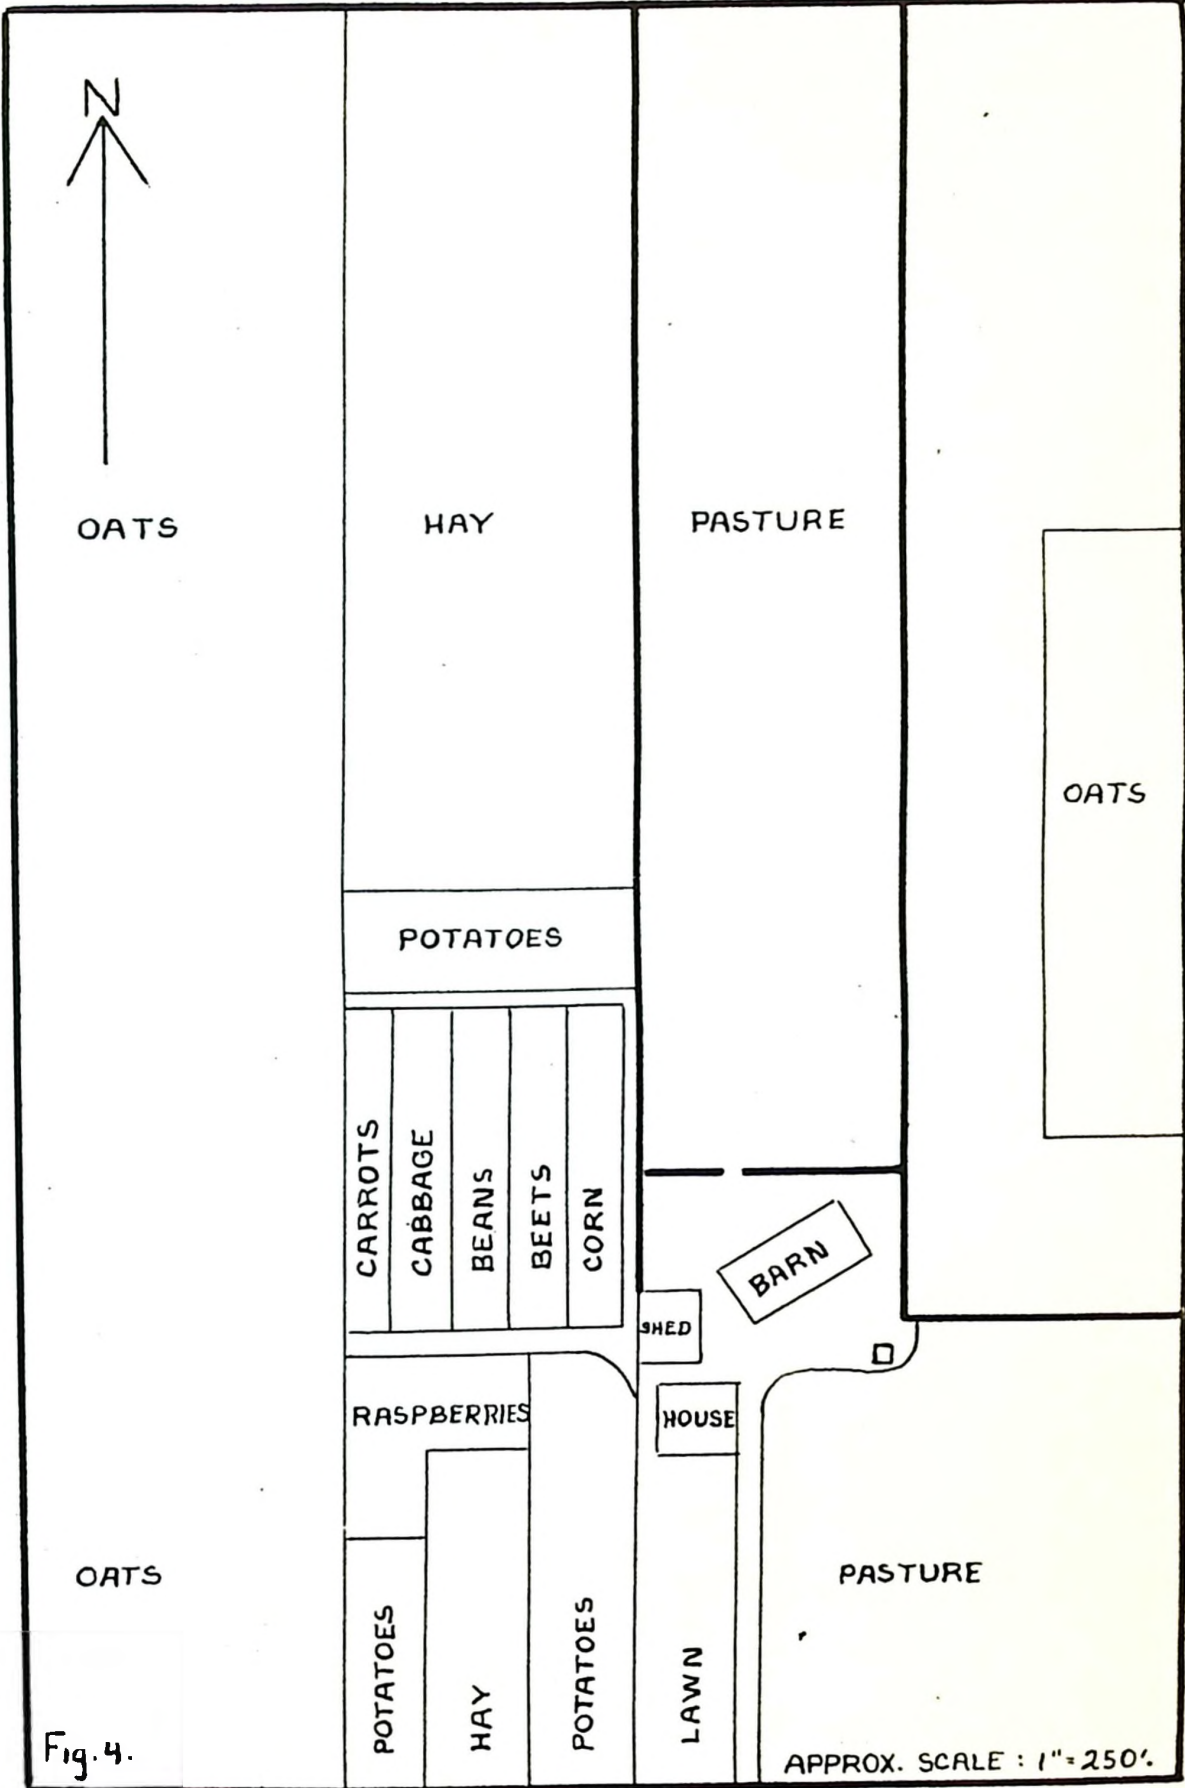 N
OATS
HAY
PASTURE
OATS
POTATOES
CARROTS
CABBAGE
BEANS
BEETS
CORN
BARN
SHED
HOUSE
RASPBERRIES
OATS
PASTURE
POTATOES
HAY
POTATOES
LAWN
Fig. 4.
APPROX. SCALE : 1"=250'.